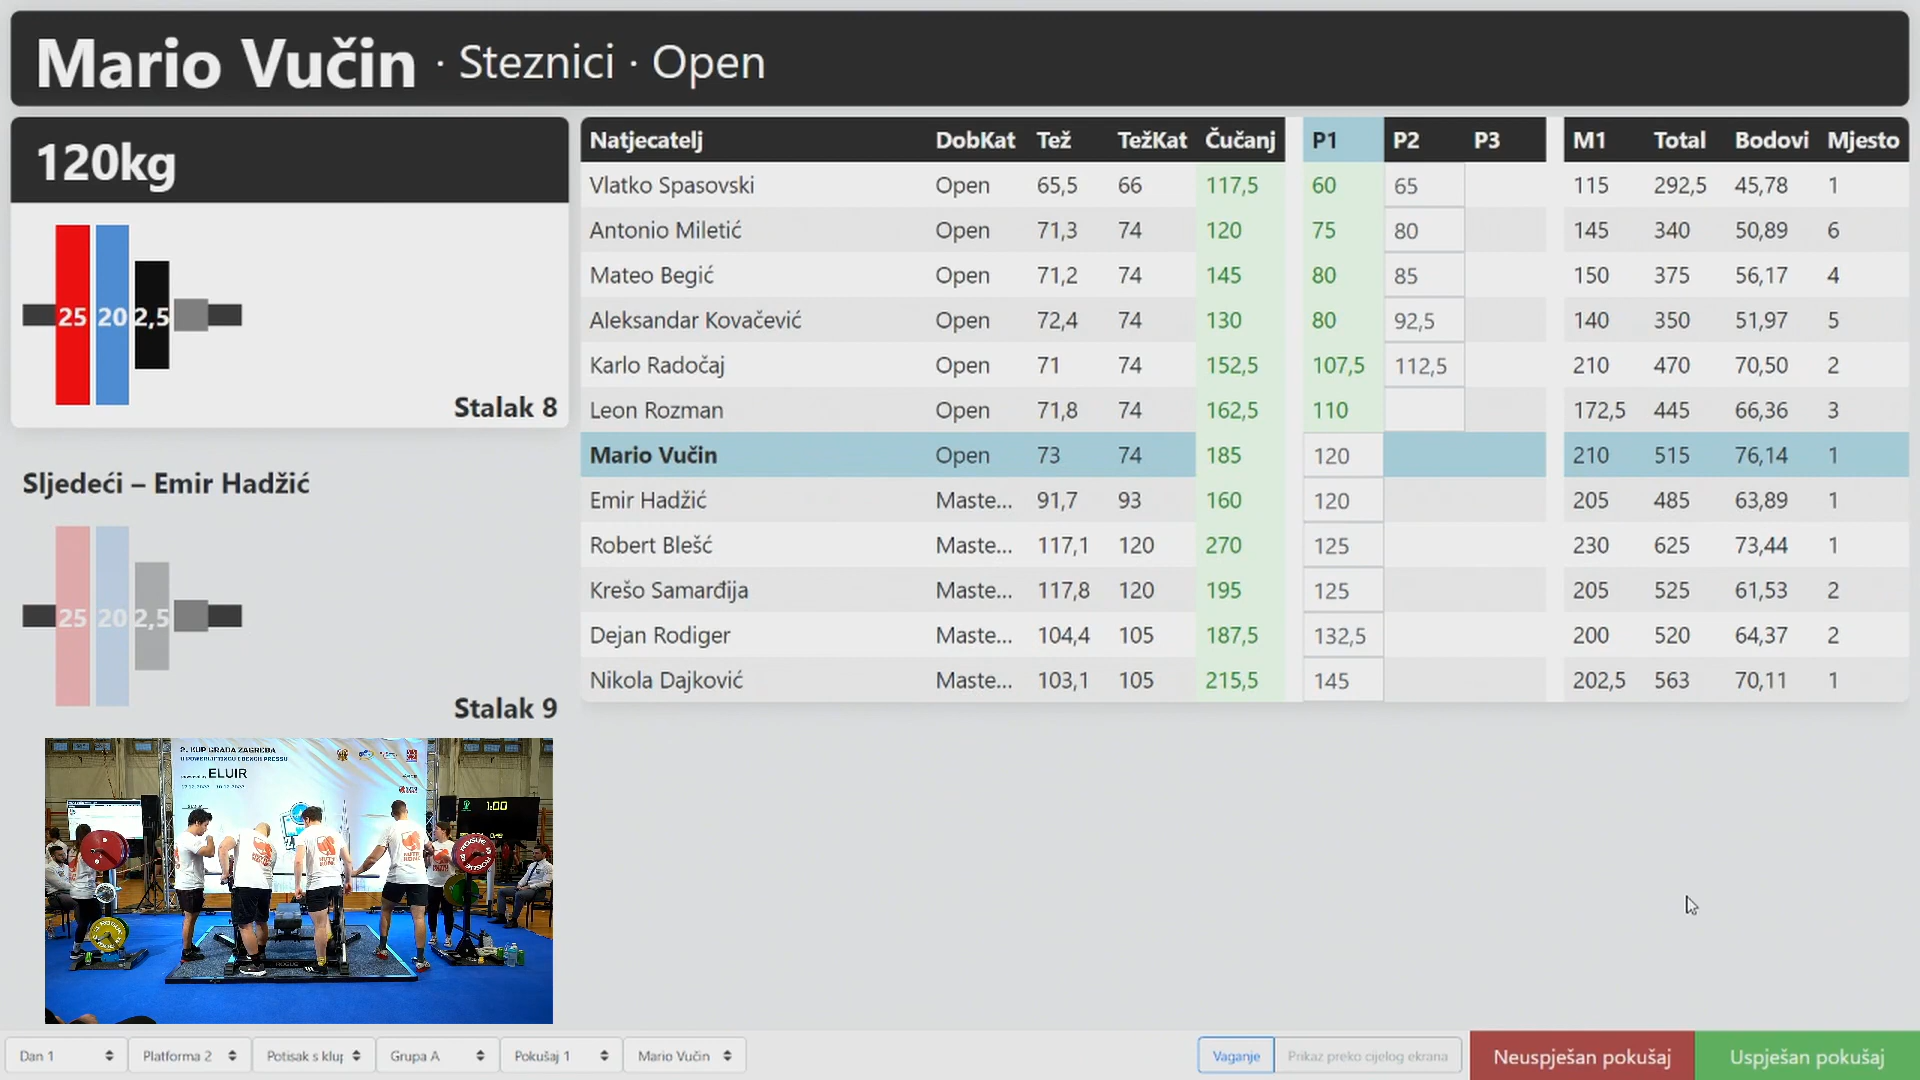 Mario Vučin · Steznici · Open
120kg
25 20 2,5
Stalak 8
Sljedeći – Emir Hadžić
25 20 2,5
Stalak 9
Natjecatelj DobKat Tež TežKat Čučanj P1 P2 P3 M1 Total Bodovi Mjesto
Vlatko Spasovski Open 65,5 66 117,5 60 65 115 292,5 45,78 1
Antonio Miletić Open 71,3 74 120 75 80 145 340 50,89 6
Mateo Begić Open 71,2 74 145 80 85 150 375 56,17 4
Aleksandar Kovačević Open 72,4 74 130 80 92,5 140 350 51,97 5
Karlo Radočaj Open 71 74 152,5 107,5 112,5 210 470 70,50 2
Leon Rozman Open 71,8 74 162,5 110 172,5 445 66,36 3
Mario Vučin Open 73 74 185 120 210 515 76,14 1
Emir Hadžić Maste... 91,7 93 160 120 205 485 63,89 1
Robert Blešć Maste... 117,1 120 270 125 230 625 73,44 1
Krešo Samarđija Maste... 117,8 120 195 125 205 525 61,53 2
Dejan Rodiger Maste... 104,4 105 187,5 132,5 200 520 64,37 2
Nikola Dajković Maste... 103,1 105 215,5 145 202,5 563 70,11 1
2. KUP GRADA ZAGREBA
U POWERLIFTINGU I BENCH PRESSU
ELUIR
1:00
ROGUE
Dan 1 Platforma 2 Potisak s klup Grupa A Pokušaj 1 Mario Vučin Vaganje Prikaz preko cijelog ekrana Neuspješan pokušaj Uspješan pokušaj